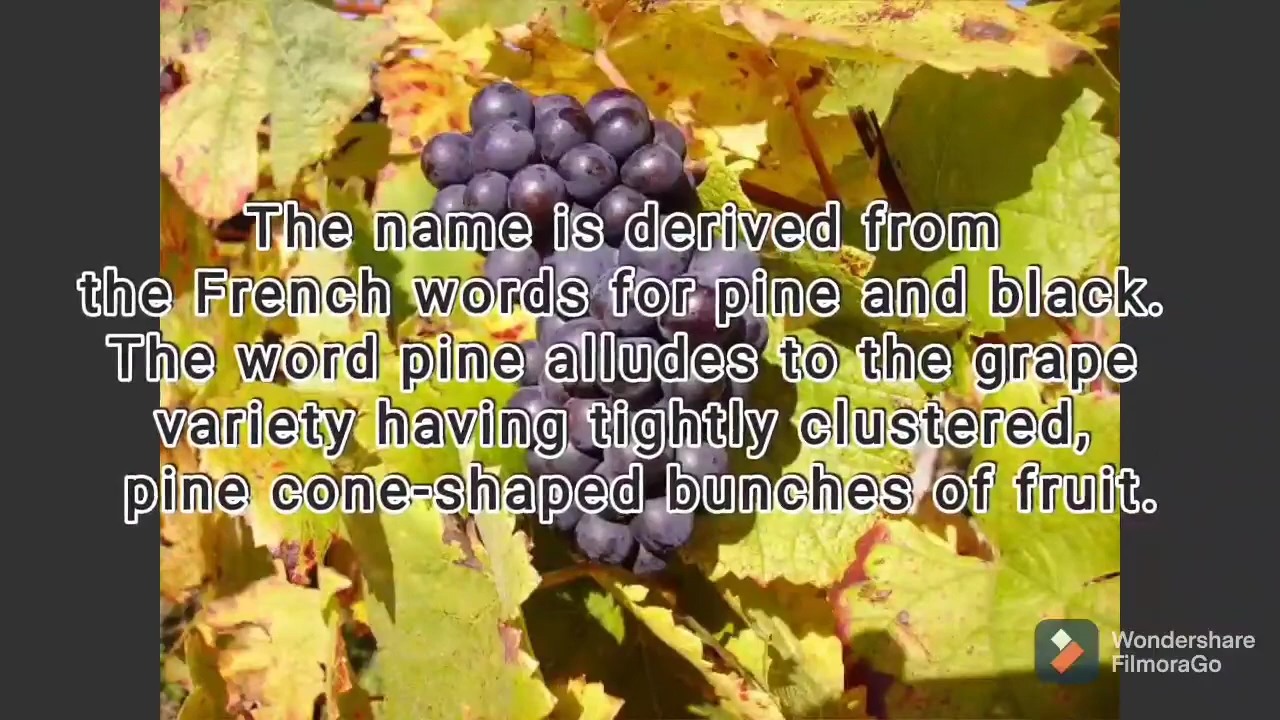 The name is derived from
the French words for pine and black.
The word pine alludes to the grape
variety having tightly clustered,
pine cone-shaped bunches of fruit.
Wondershare
FilmoraGo